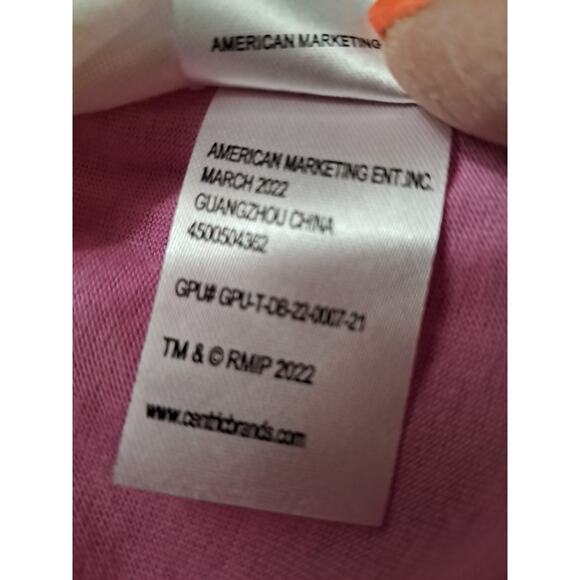 AMERICAN MARKETING
AMERICAN MARKETING ENT.INC.
MARCH 2022
GUANGZHOU CHINA
4500504362
GPU# GPU-T-DB-22-0007-21
TM & © RMIP 2022
www.centricbrands.com